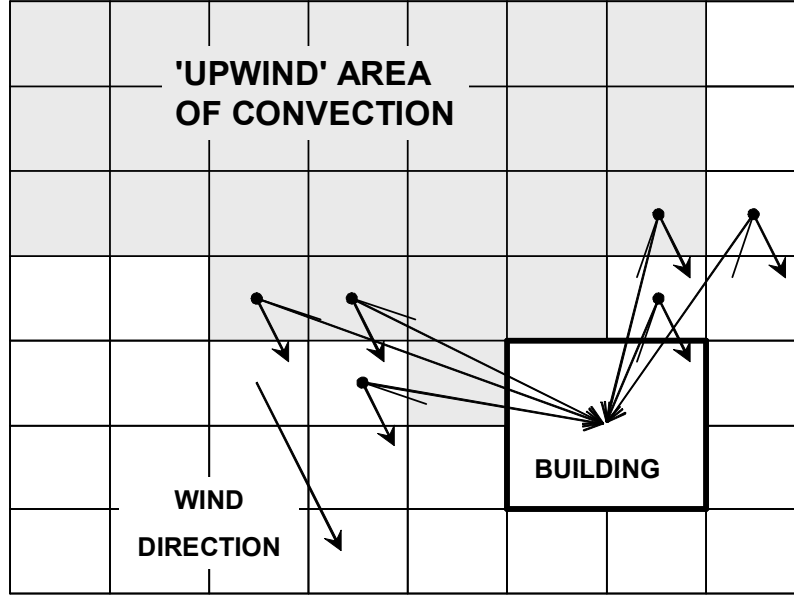 'UPWIND' AREA
OF CONVECTION
BUILDING
WIND
DIRECTION